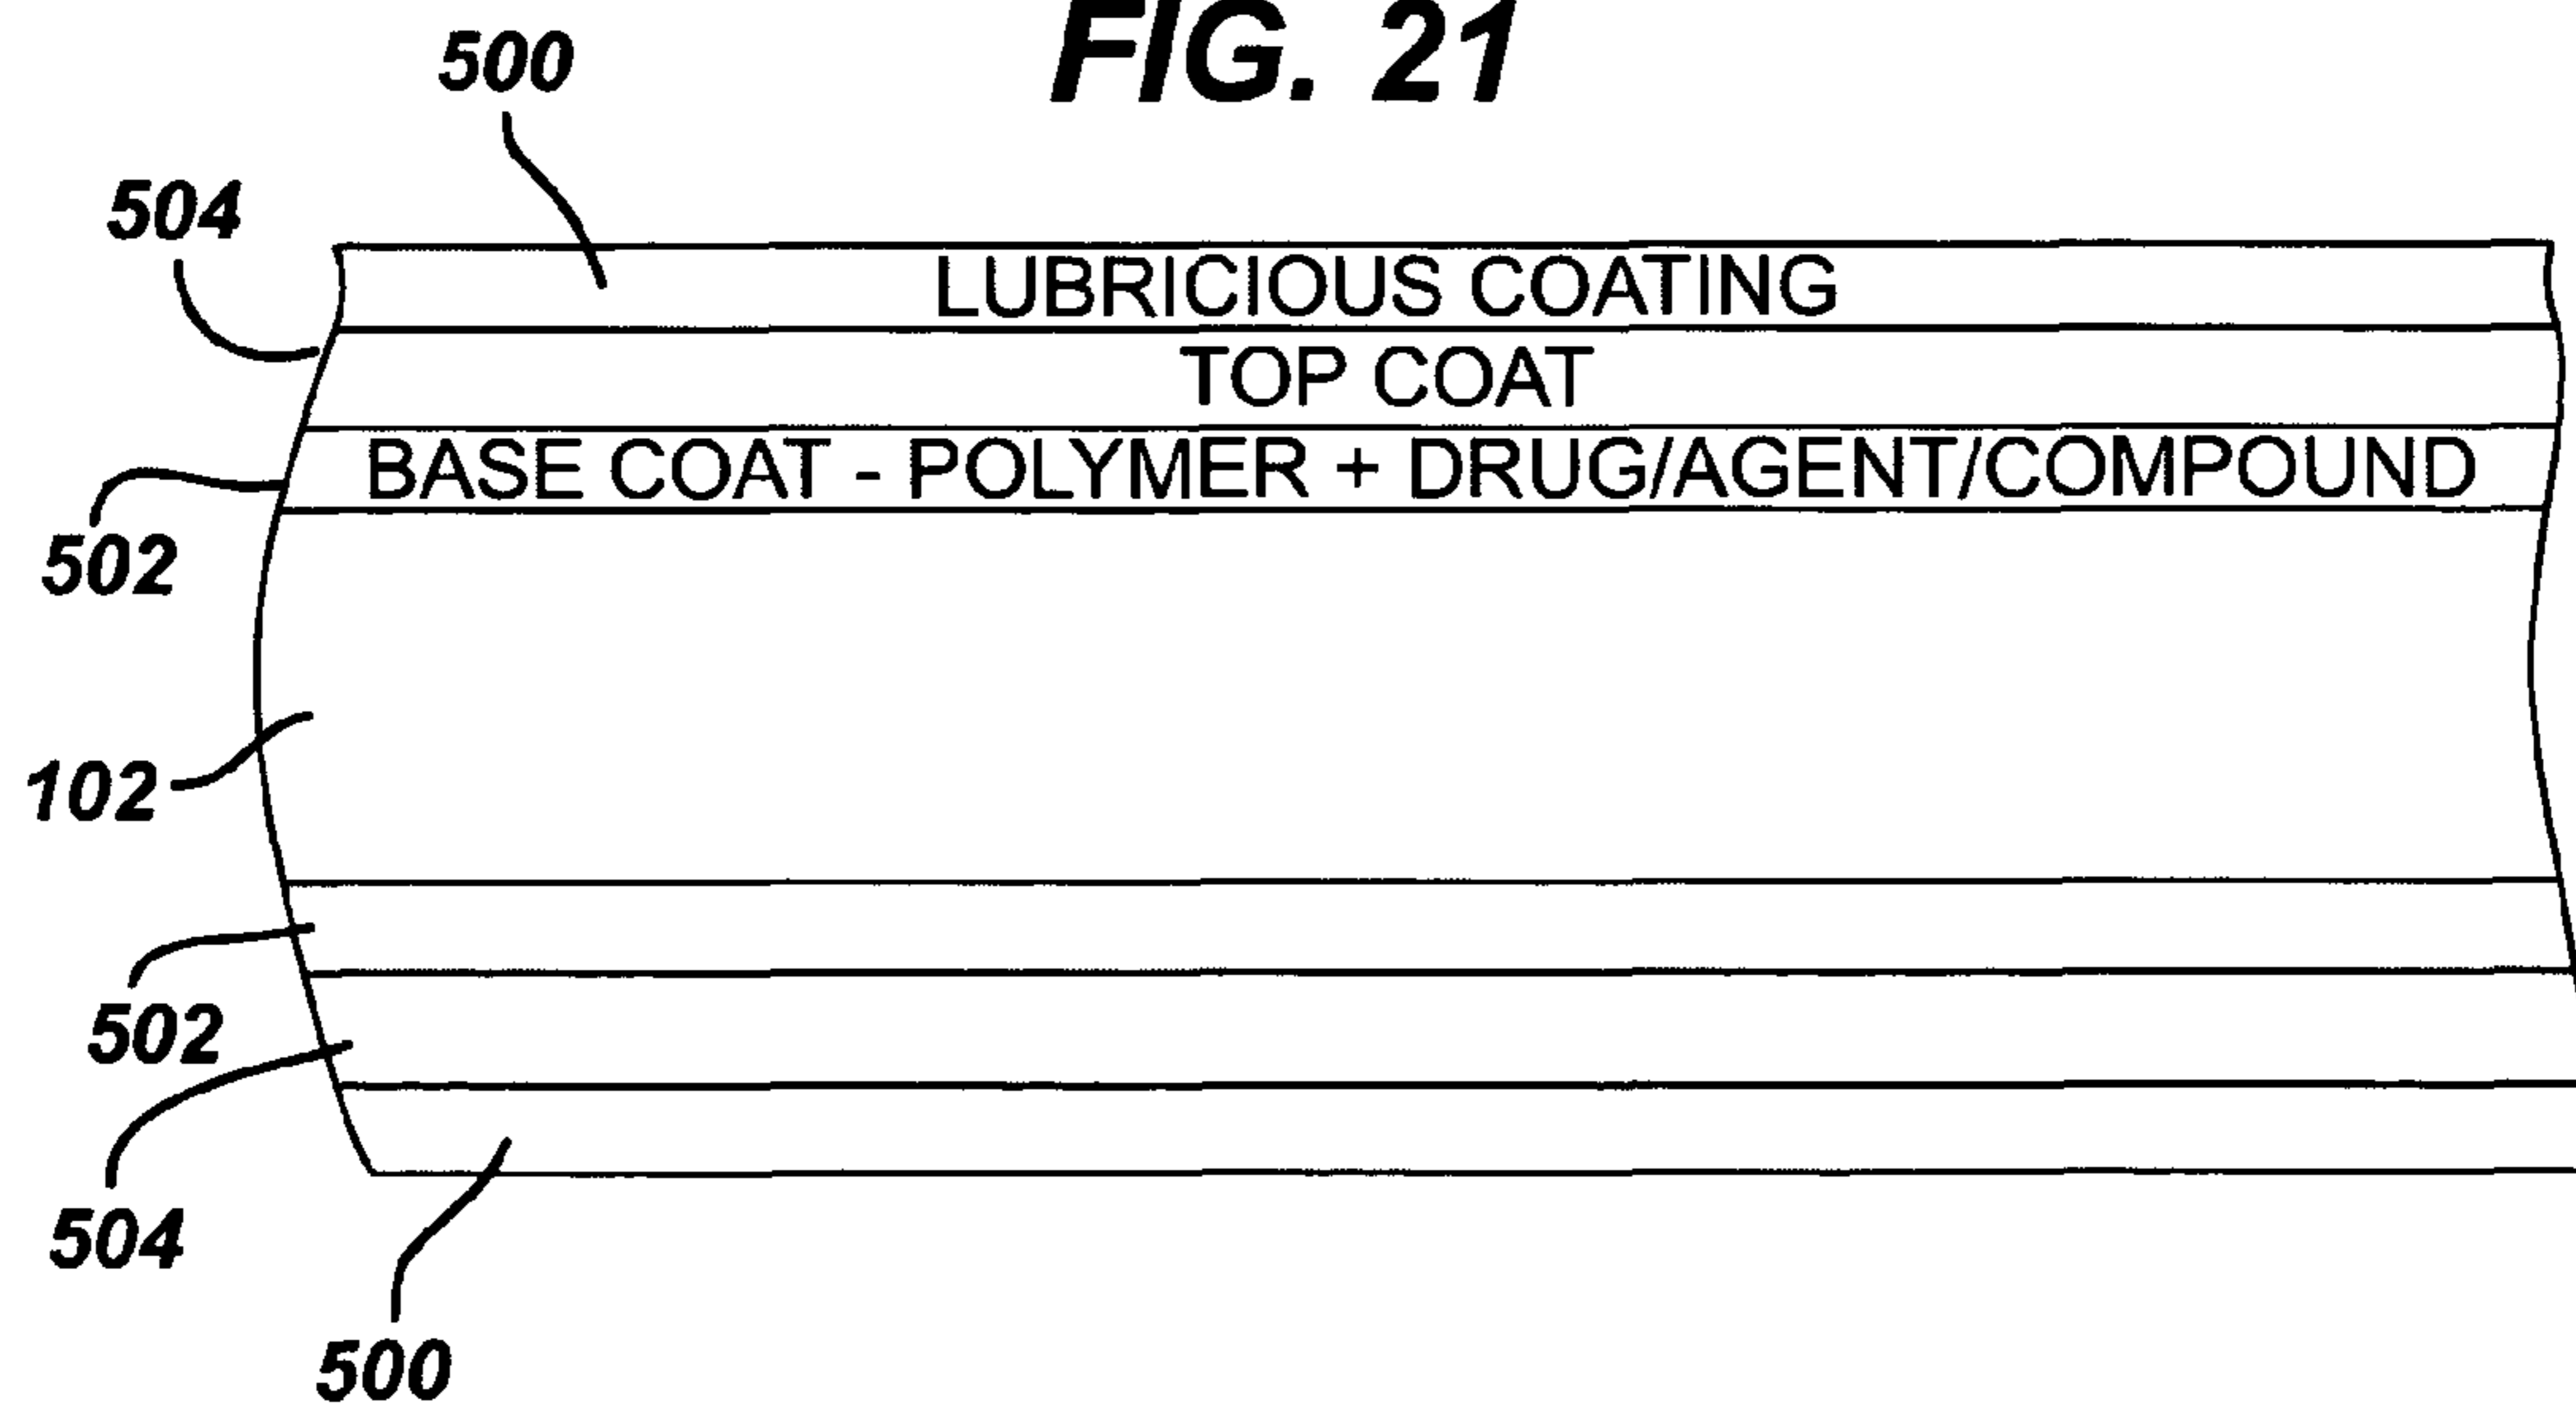 FIG. 21
500
504
LUBRICIOUS COATING
TOP COAT
BASE COAT - POLYMER + DRUG/AGENT/COMPOUND
502
102
502
504
500